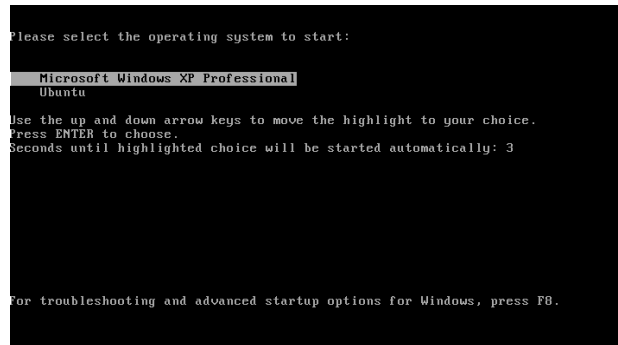 Please select the operating system to start:
Microsoft Windows XP Professional
Ubuntu
Use the up and down arrow keys to move the highlight to your choice.
Press ENTER to choose.
Seconds until highlighted choice will be started automatically: 3
For troubleshooting and advanced startup options for Windows, press F8.